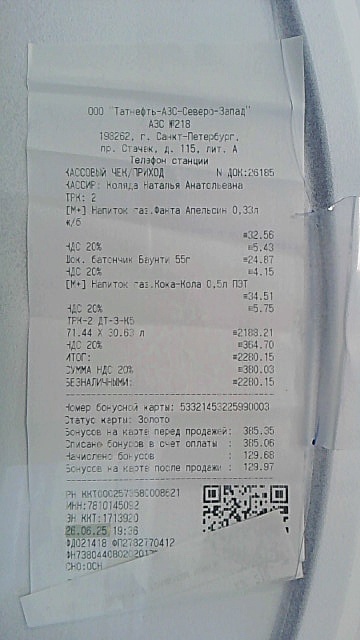 ООО "Татнефть-АЗС-Северо-Запад"
АЗС №218
198262, г. Санкт-Петербург,
пр. Стачек, д. 115, лит. А
Телефон станции
КАССОВЫЙ ЧЕК/ПРИХОД N ДОК:26185
КАССИР: Коляда Наталья Анатольевна
ТРК: 2
[М+] Напиток газ.Фанта Апельсин 0,33л
ж/б
=32.56
НДС 20% =5.43
Шок. батончик Баунти 55г =24.87
НДС 20% =4.15
[М+] Напиток газ.Кока-Кола 0,5л ПЭТ
=34.51
НДС 20% =5.75
ТРК-2 ДТ-Э-К5
71.44 X 30.63 л =2188.21
НДС 20% =364.70
ИТОГ: =2280.15
СУММА НДС 20% =380.03
БЕЗНАЛИЧНЫМИ: =2280.15
Номер бонусной карты: 53321453225990003
Статус карты: Золото
Бонусов на карте перед продажей: 385.35
Списано бонусов в счет оплаты : 385.06
Начислено бонусов : 129.68
Бонусов на карте после продажи : 129.97
РН ККТ:0002573580008621
ИНН:7810145092
ЗН ККТ:1713920
26.06.25 19:36
ФД021418 ФП2782770412
СНО:ОСН